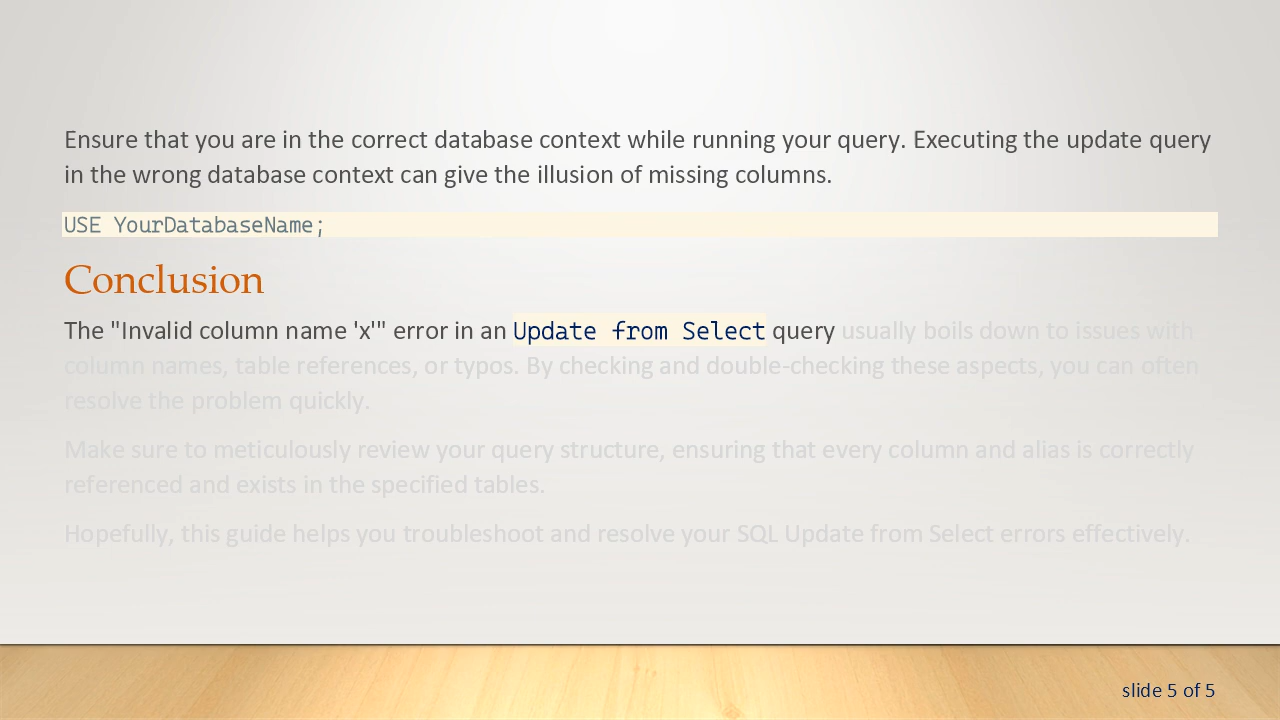 Ensure that you are in the correct database context while running your query. Executing the update query
in the wrong database context can give the illusion of missing columns.
USE YourDatabaseName;
Conclusion
The "Invalid column name 'x'" error in an Update from Select query usually boils down to issues with
column names, table references, or typos. By checking and double-checking these aspects, you can often
resolve the problem quickly.
Make sure to meticulously review your query structure, ensuring that every column and alias is correctly
referenced and exists in the specified tables.
Hopefully, this guide helps you troubleshoot and resolve your SQL Update from Select errors effectively.
slide 5 of 5